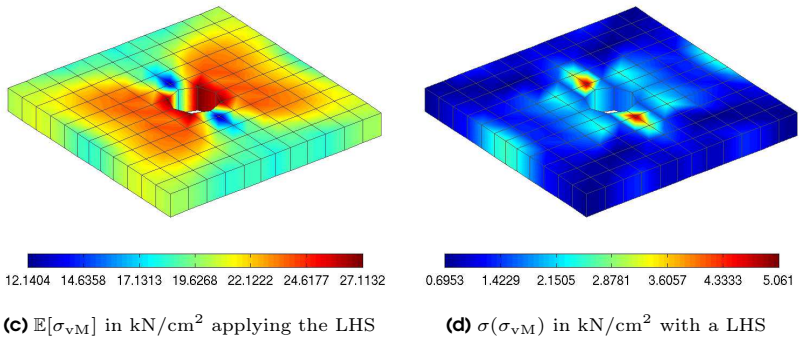 12.1404 14.6358 17.1313 19.6268 22.1222 24.6177 27.1132
0.6953 1.4229 2.1505 2.8781 3.6057 4.3333 5.061
(c) 𝔼[σvM] in kN/cm² applying the LHS
(d) σ(σvM) in kN/cm² with a LHS